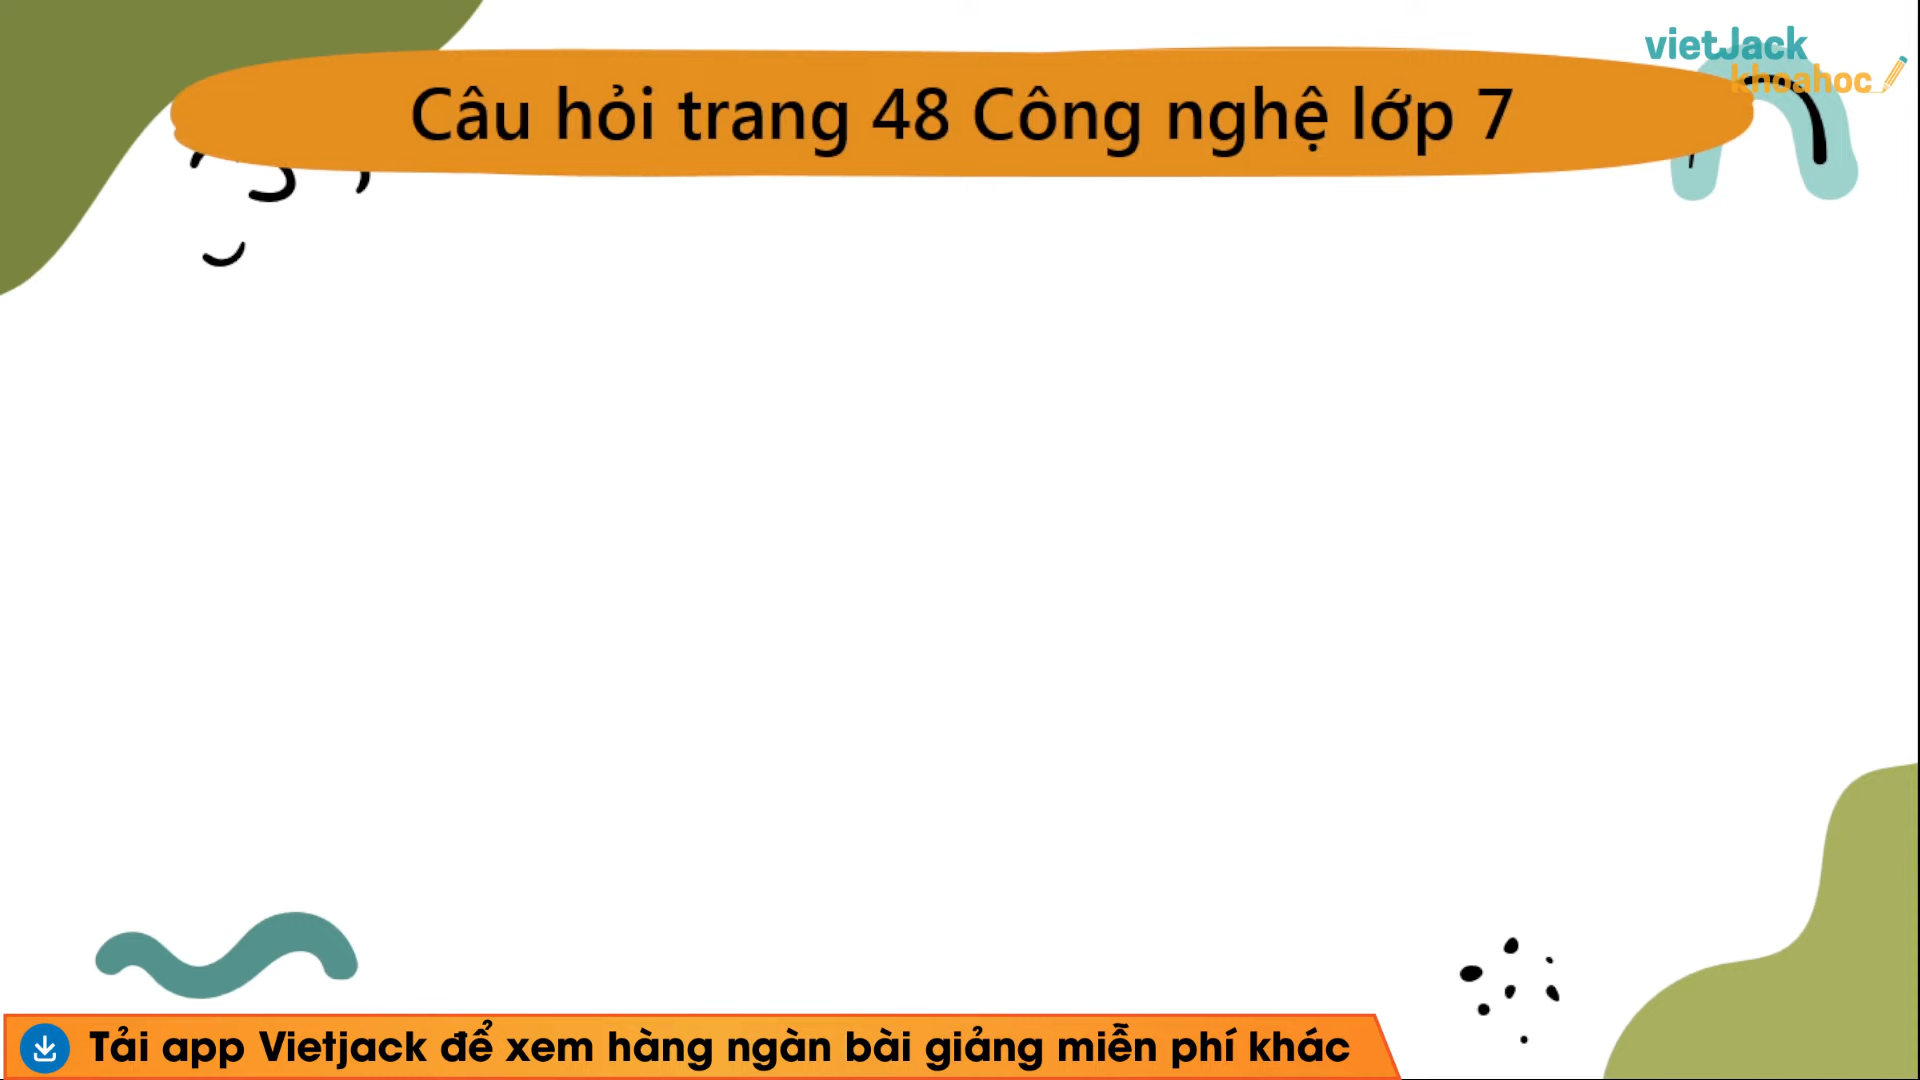 vietJack
khoahoc
Câu hỏi trang 48 Công nghệ lớp 7
Tải app Vietjack để xem hàng ngàn bài giảng miễn phí khác